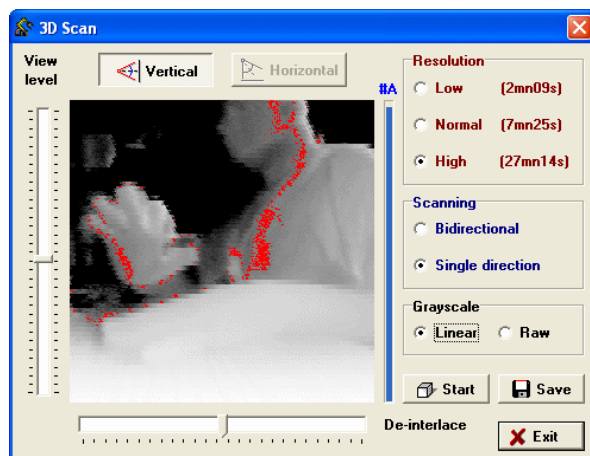 3D Scan
View
level
Vertical
Horizontal
#A
Resolution
Low (2mn09s)
Normal (7mn25s)
High (27mn14s)
Scanning
Bidirectional
Single direction
Grayscale
Linear Raw
Start Save
De-interlace
Exit